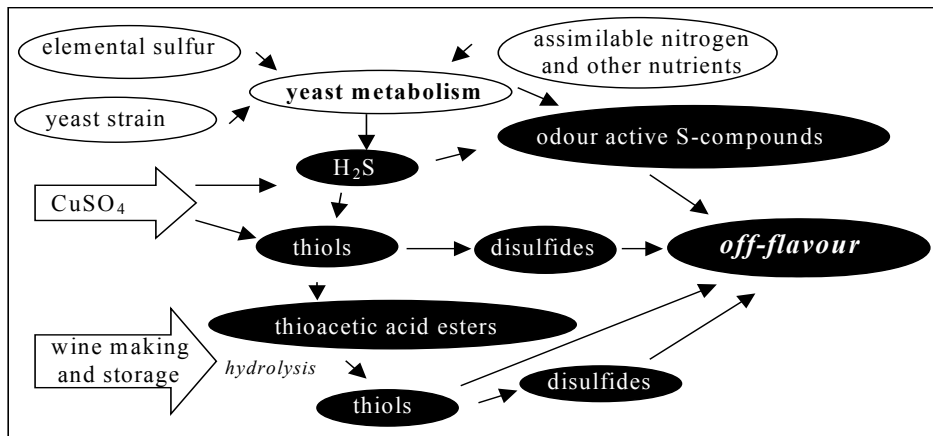 elemental sulfur
assimilable nitrogen
and other nutrients
yeast metabolism
yeast strain
odour active S-compounds
H₂S
CuSO₄
thiols
disulfides
off-flavour
thioacetic acid esters
wine making
and storage
hydrolysis
disulfides
thiols